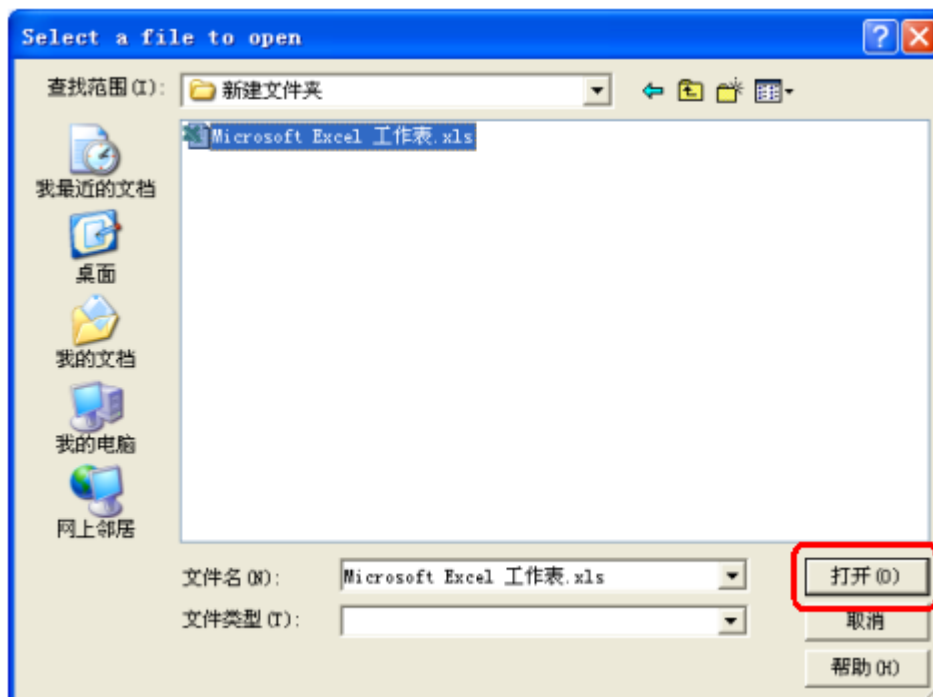 Select a file to open
查找范围(I):
新建文件夹
Microsoft Excel 工作表.xls
我最近的文档
桌面
我的文档
我的电脑
网上邻居
文件名(N):
Microsoft Excel 工作表.xls
打开(O)
文件类型(T):
取消
帮助(H)